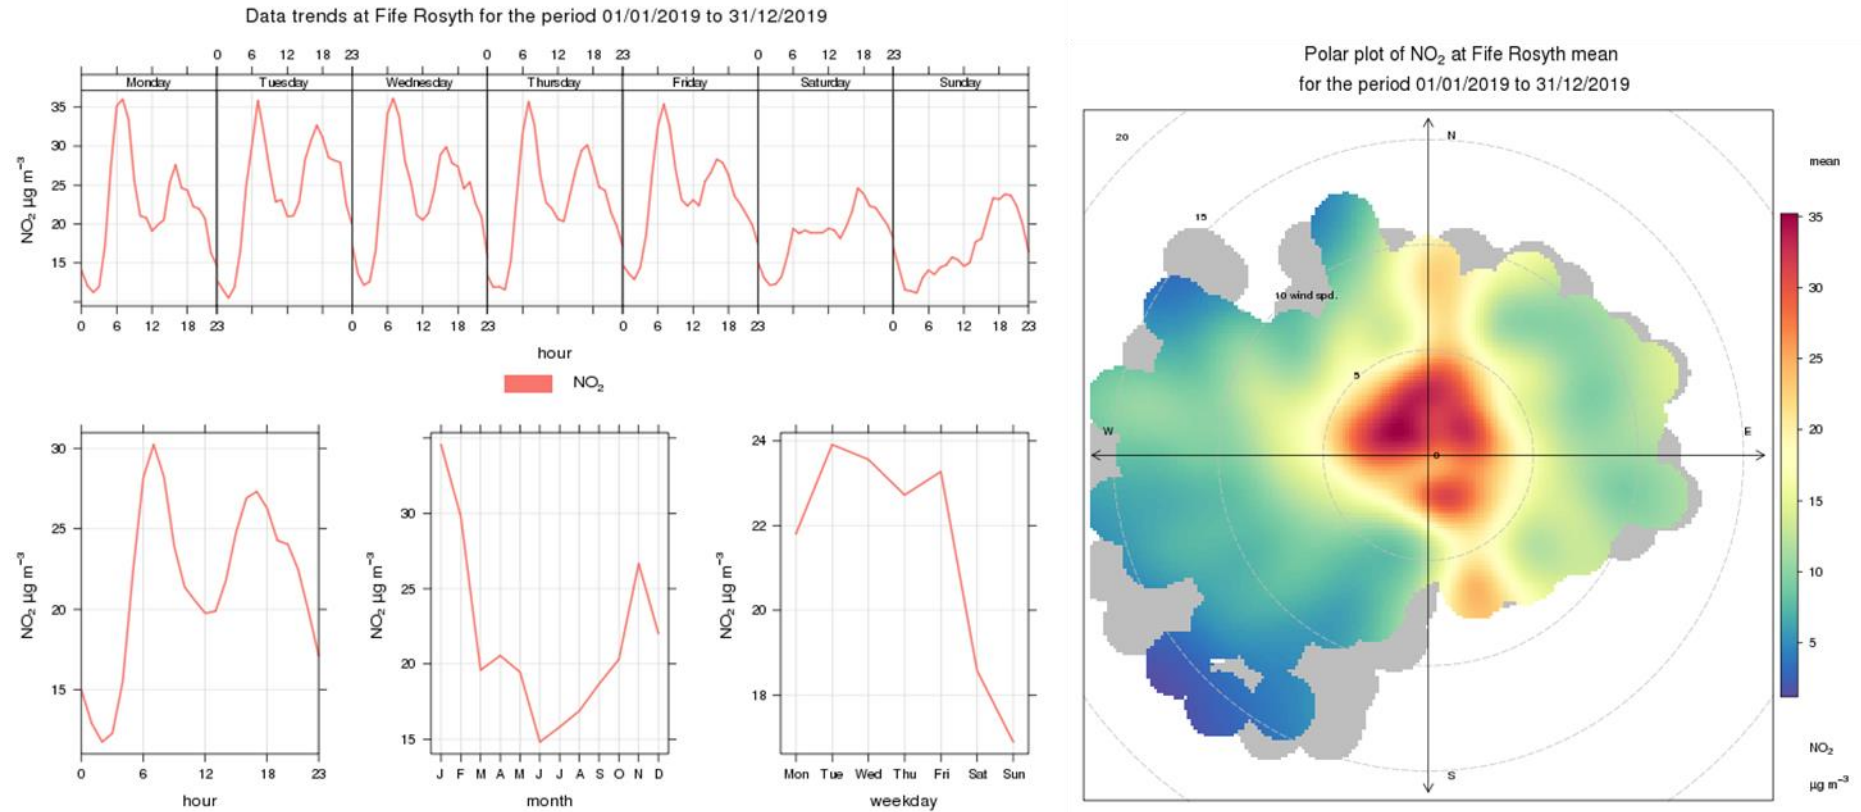 Data trends at Fife Rosyth for the period 01/01/2019 to 31/12/2019
0 6 12 18 23 0 6 12 18 23 0 6 12 18 23
Monday Tuesday Wednesday Thursday Friday Saturday Sunday
35
30
25
20
15
NO₂ µg m⁻³
0 6 12 18 23 0 6 12 18 23 0 6 12 18 23 0 6 12 18 23
hour
NO₂
30
25
20
15
NO₂ µg m⁻³
0 6 12 18 23
hour
30
25
20
15
NO₂ µg m⁻³
J F M A M J J A S O N D
month
24
22
20
18
NO₂ µg m⁻³
Mon Tue Wed Thu Fri Sat Sun
weekday
Polar plot of NO₂ at Fife Rosyth mean
for the period 01/01/2019 to 31/12/2019
20
N
15
10 wind spd.
5
W
E
0
S
mean
35
30
25
20
15
10
5
NO₂
µg m⁻³